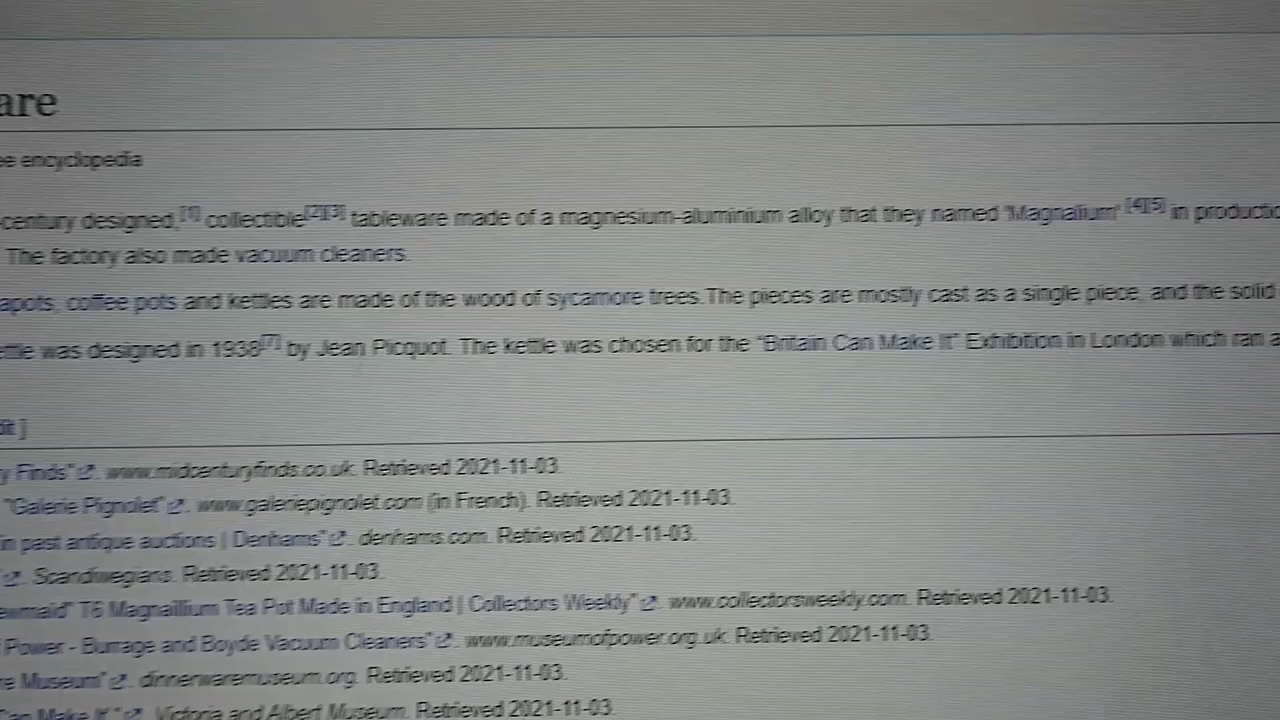 are
ee encyclopedia
-century designed,[1] collectible[2][3] tableware made of a magnesium-aluminium alloy that they named 'Magnalium' [4][5] in productio
The factory also made vacuum cleaners.
apots, coffee pots and kettles are made of the wood of sycamore trees.The pieces are mostly cast as a single piece, and the solid
ettle was designed in 1938[7] by Jean Picquot. The kettle was chosen for the "Britain Can Make It" Exhibition in London which ran a
dit ]
y Finds". www.midcenturyfinds.co.uk. Retrieved 2021-11-03.
"Galerie Pignolet". www.galeriepignolet.com (in French). Retrieved 2021-11-03.
in past antique auctions | Denhams". denhams.com. Retrieved 2021-11-03.
. Scandiwegians. Retrieved 2021-11-03.
ewmaid" T6 Magnaillium Tea Pot Made in England | Collectors Weekly". www.collectorsweekly.com. Retrieved 2021-11-03.
f Power - Burrage and Boyde Vacuum Cleaners". www.museumofpower.org.uk. Retrieved 2021-11-03.
re Museum". dinnerwaremuseum.org. Retrieved 2021-11-03.
Can Make It' ". Victoria and Albert Museum. Retrieved 2021-11-03.